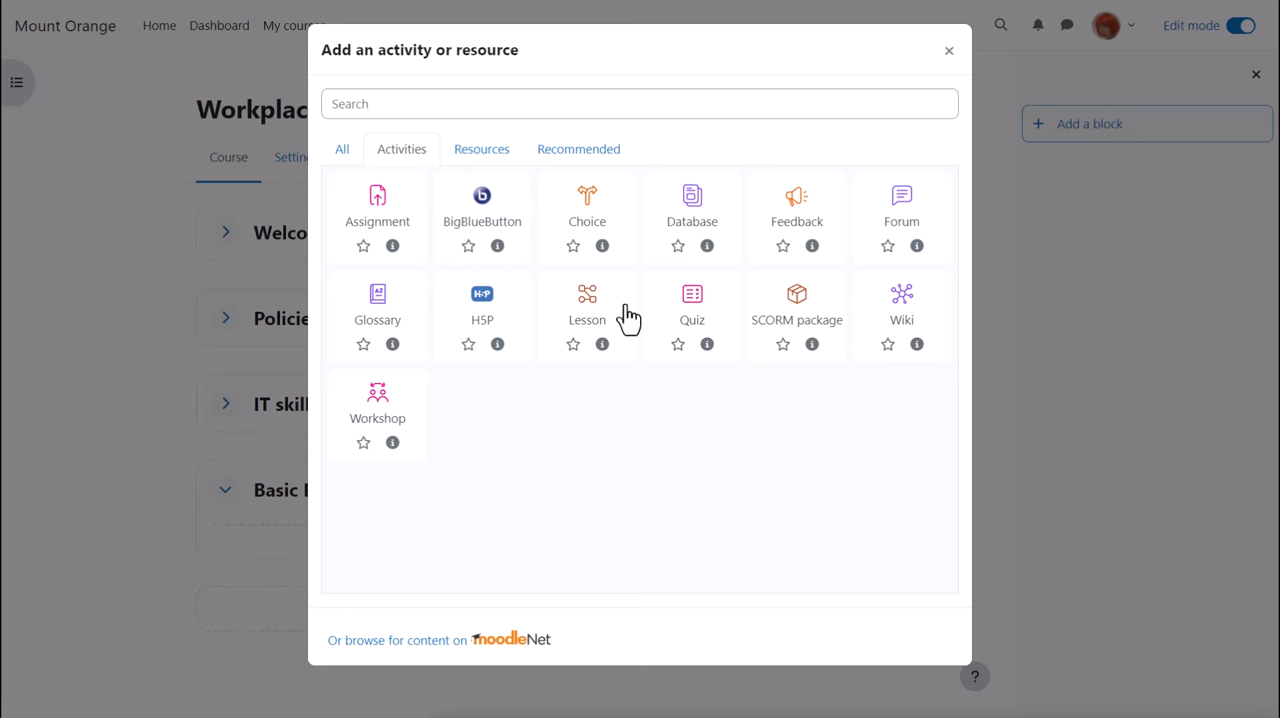 Mount Orange Home Dashboard My cour Edit mode
Add an activity or resource
Search
Add a block
Workplac
Course Settin
All Activities Resources Recommended
Assignment BigBlueButton Choice Database Feedback Forum
Welco
Glossary H5P Lesson Quiz SCORM package Wiki
Policie
IT skil
Workshop
Basic
Or browse for content on moodleNet
?